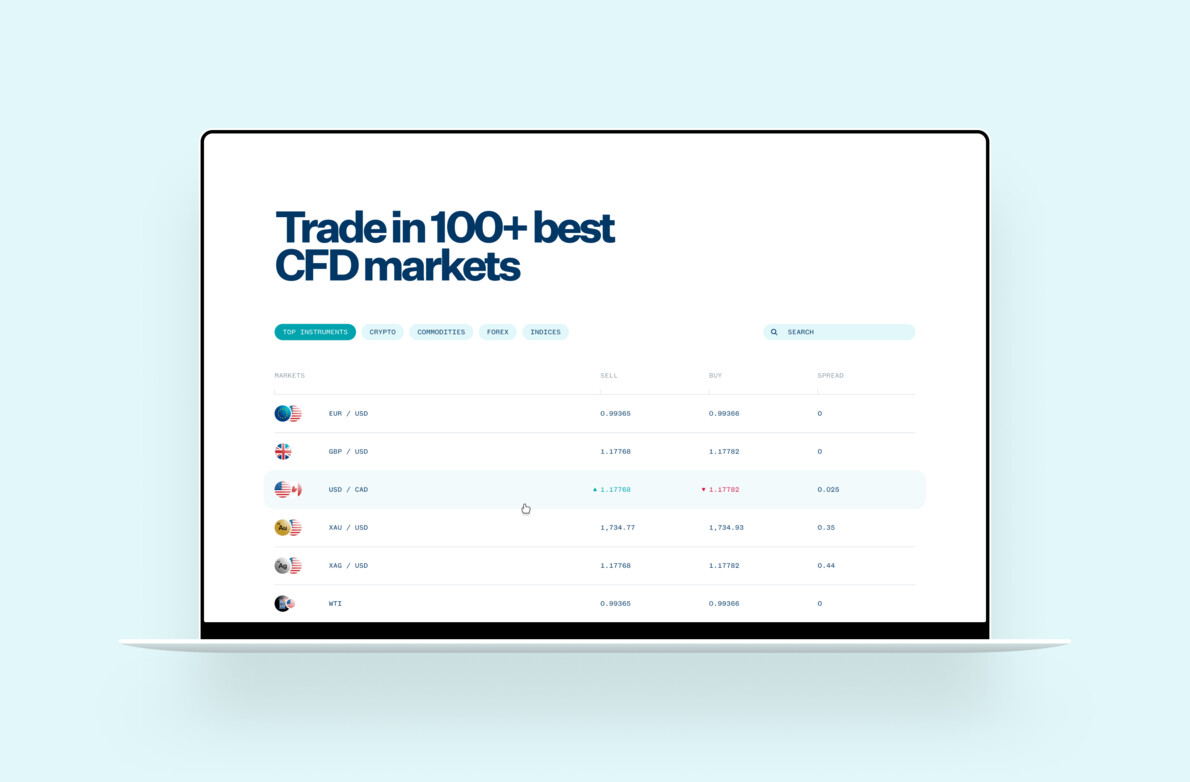 Trade in 100+ best
CFD markets
TOP INSTRUMENTS CRYPTO COMMODITIES FOREX INDICES SEARCH
MARKETS SELL BUY SPREAD
EUR / USD 0.99365 0.99366 0
GBP / USD 1.17768 1.17782 0
USD / CAD ▲ 1.17768 ▼ 1.17782 0.025
Au XAU / USD 1,734.77 1,734.93 0.35
Ag XAG / USD 1.17768 1.17782 0.44
WTI 0.99365 0.99366 0